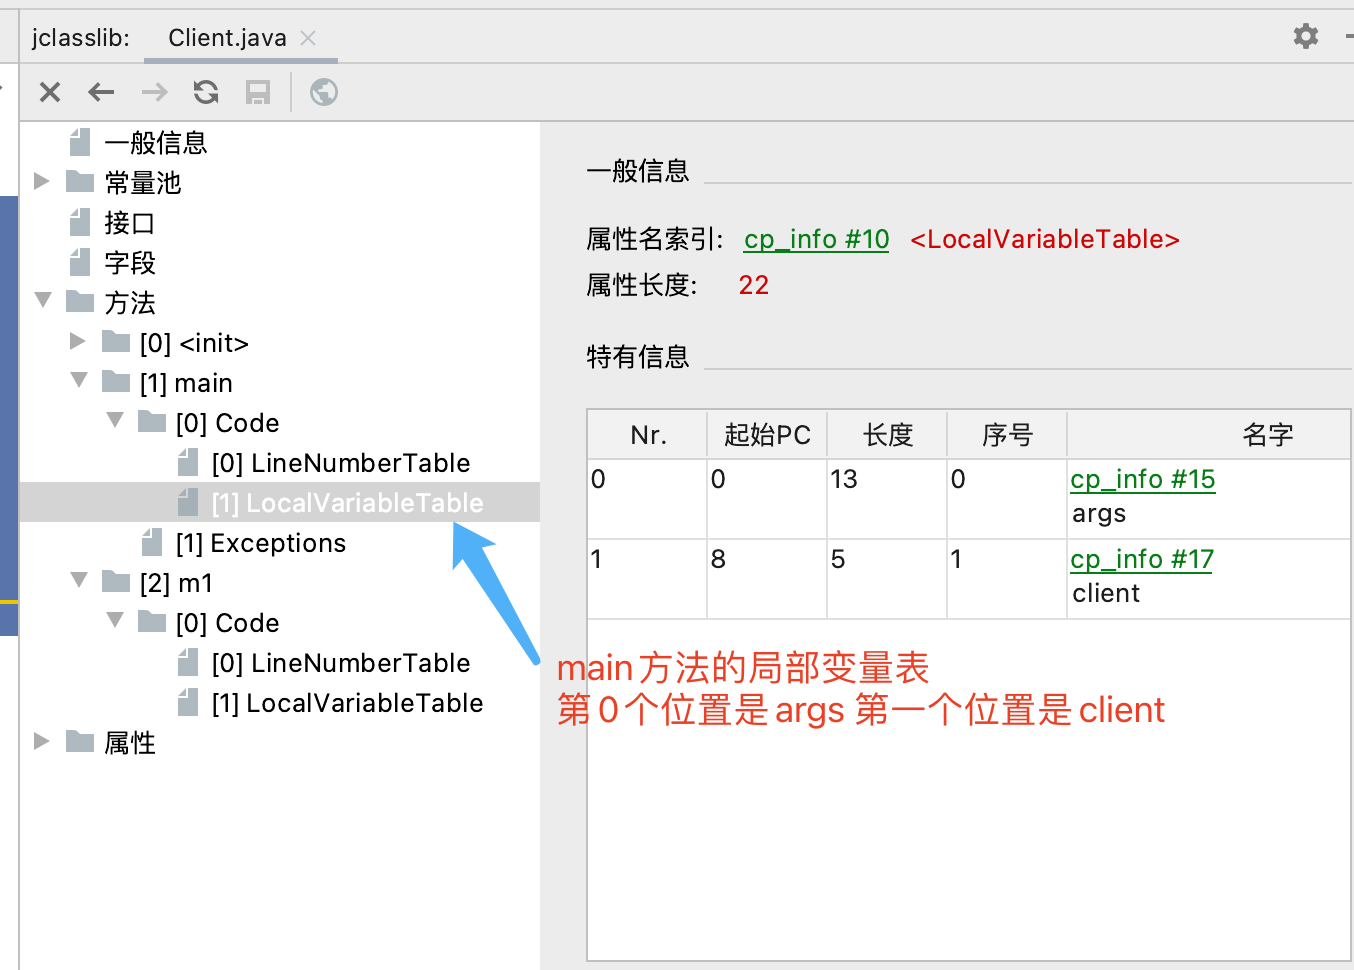 jclasslib:
Client.java
一般信息
常量池
接口
字段
方法
[0] <init>
[1] main
[0] Code
[0] LineNumberTable
[1] LocalVariableTable
[1] Exceptions
[2] m1
[0] Code
[0] LineNumberTable
[1] LocalVariableTable
属性
一般信息
属性名索引: cp_info #10 <LocalVariableTable>
属性长度: 22
特有信息
Nr. 起始PC 长度 序号 名字
0 0 13 0 cp_info #15
args
1 8 5 1 cp_info #17
client
main方法的局部变量表
第0个位置是args 第一个位置是client